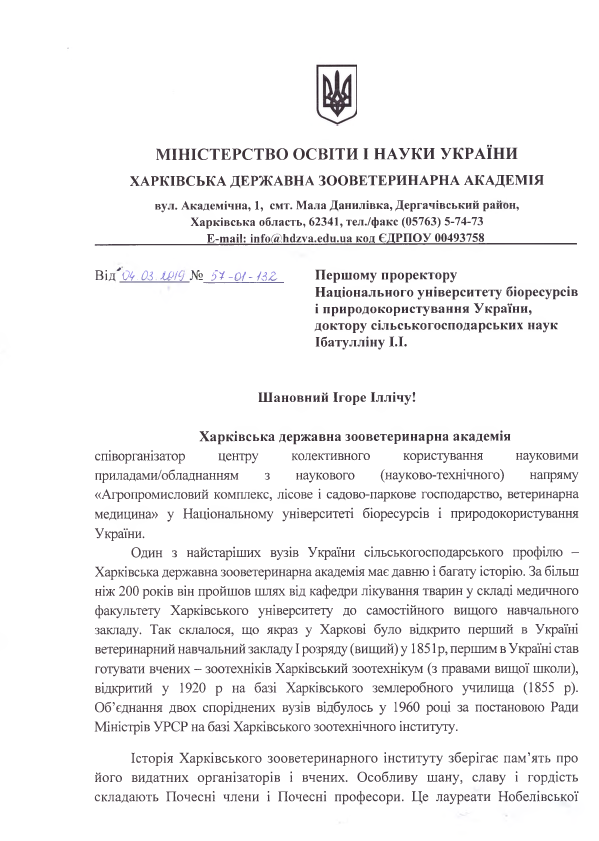 МІНІСТЕРСТВО ОСВІТИ І НАУКИ УКРАЇНИ
ХАРКІВСЬКА ДЕРЖАВНА ЗООВЕТЕРИНАРНА АКАДЕМІЯ
вул. Академічна, 1, смт. Мала Данилівка, Дергачівський район,
Харківська область, 62341, тел./факс (05763) 5-74-73
E-mail: info@hdzva.edu.ua код ЄДРПОУ 00493758
Від 04 03 2019 № 57-01-132
Першому проректору
Національного університету біоресурсів
і природокористування України,
доктору сільськогосподарських наук
Ібатулліну І.І.
Шановний Ігоре Іллічу!
Харківська державна зооветеринарна академія
співорганізатор центру колективного користування науковими
приладами/обладнанням з наукового (науково-технічного) напряму
«Агропромисловий комплекс, лісове і садово-паркове господарство, ветеринарна
медицина» у Національному університеті біоресурсів і природокористування
України.
Один з найстаріших вузів України сільськогосподарського профілю –
Харківська державна зооветеринарна академія має давню і багату історію. За більш
ніж 200 років він пройшов шлях від кафедри лікування тварин у складі медичного
факультету Харківського університету до самостійного вищого навчального
закладу. Так склалося, що якраз у Харкові було відкрито перший в Україні
ветеринарний навчальний закладу І розряду (вищий) у 1851р, першим в Україні став
готувати вчених – зоотехніків Харківський зоотехнікум (з правами вищої школи),
відкритий у 1920 р на базі Харківського землеробного училища (1855 р).
Об’єднання двох споріднених вузів відбулось у 1960 році за постановою Ради
Міністрів УРСР на базі Харківського зоотехнічного інституту.
Історія Харківського зооветеринарного інституту зберігає пам’ять про
його видатних організаторів і вчених. Особливу шану, славу і гордість
складають Почесні члени і Почесні професори. Це лауреати Нобелівської